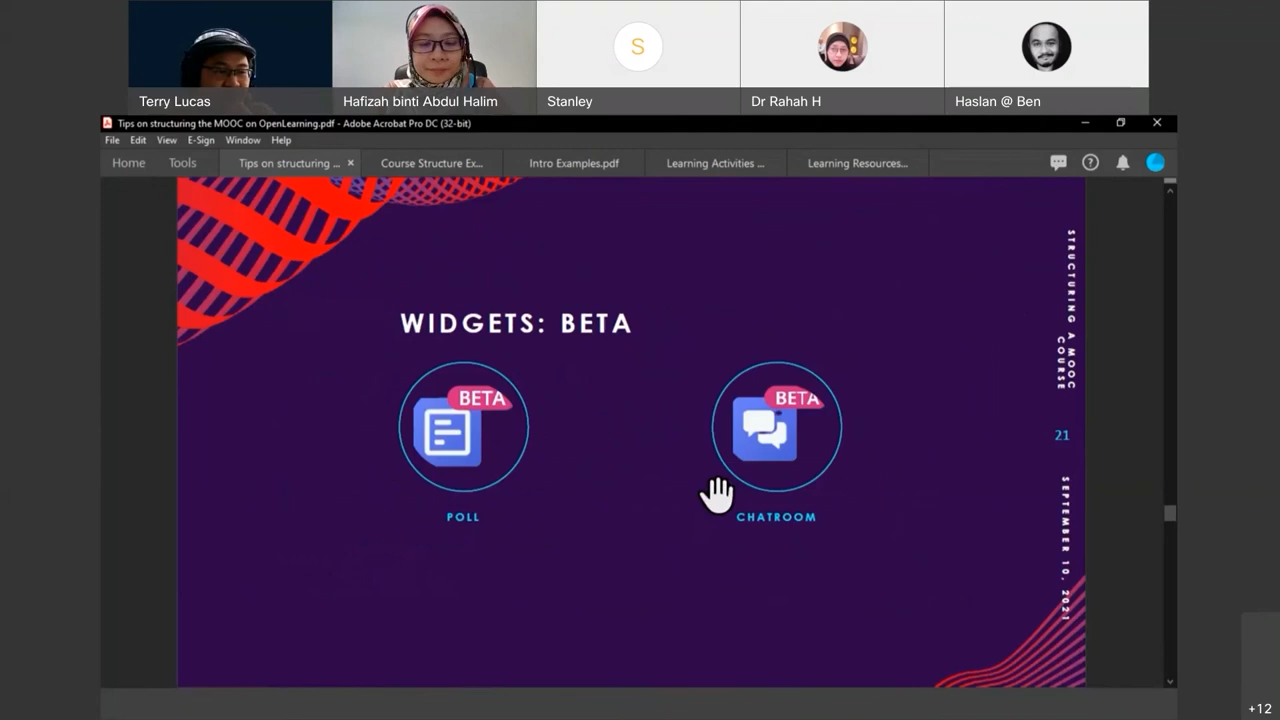 S
Terry Lucas
Hafizah binti Abdul Halim
Stanley
Dr Rahah H
Haslan @ Ben
Tips on structuring the MOOC on OpenLearning.pdf - Adobe Acrobat Pro DC (32-bit)
File Edit View E-Sign Window Help
Home Tools Tips on structuring ... Course Structure Ex... Intro Examples.pdf Learning Activities ... Learning Resources...
WIDGETS: BETA
BETA
BETA
POLL
CHATROOM
STRUCTURING A MOOC
COURSE
21
SEPTEMBER 10, 2021
+12